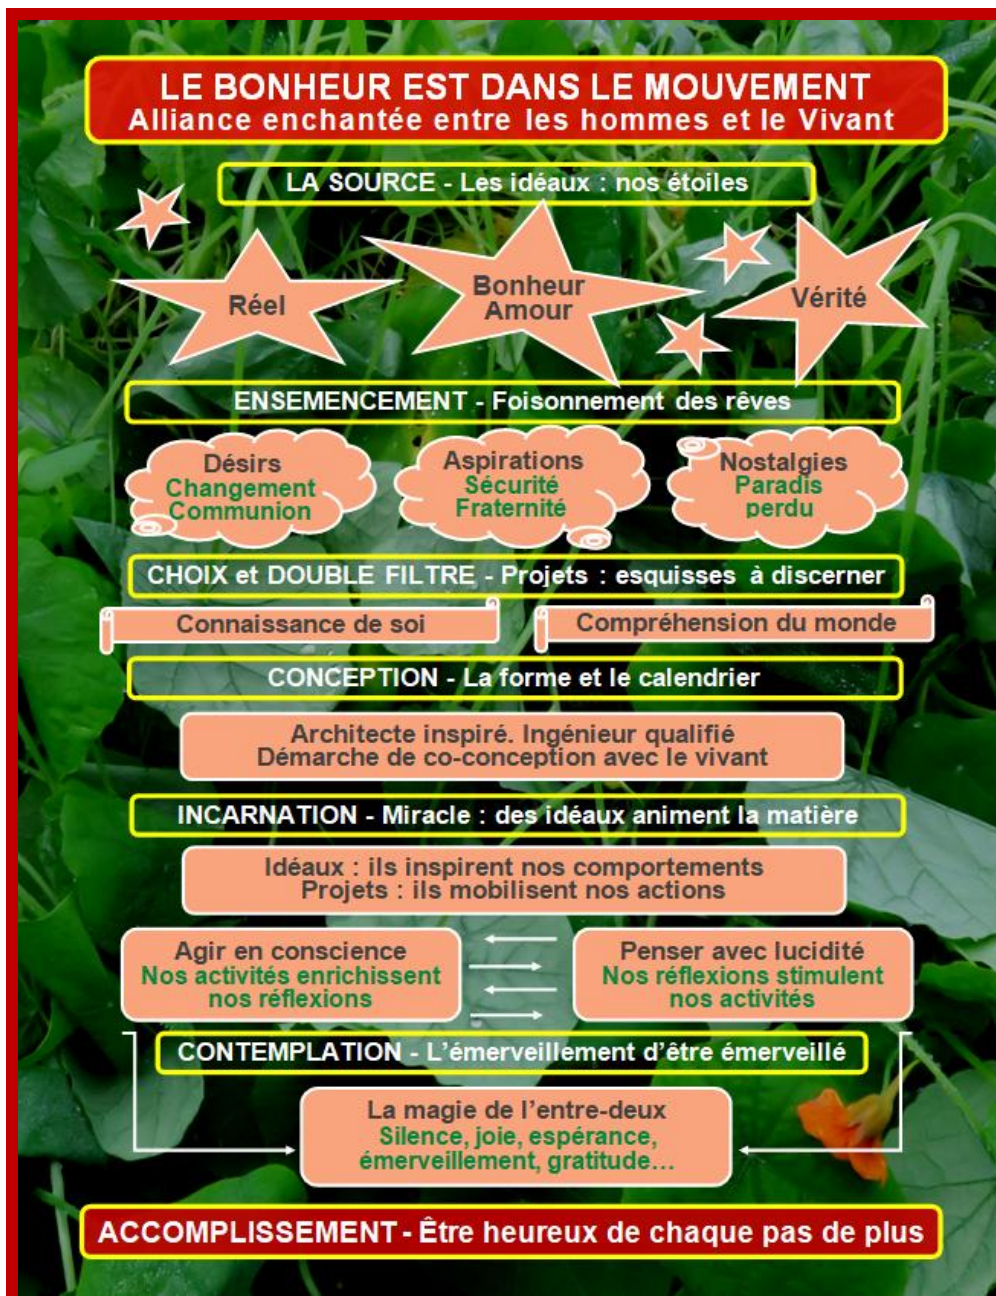 LE BONHEUR EST DANS LE MOUVEMENT
Alliance enchantée entre les hommes et le Vivant
LA SOURCE - Les idéaux : nos étoiles
Réel
Bonheur
Amour
Vérité
ENSEMENCEMENT - Foisonnement des rêves
Désirs
Changement
Communion
Aspirations
Sécurité
Fraternité
Nostalgies
Paradis
perdu
CHOIX et DOUBLE FILTRE - Projets : esquisses à discerner
Connaissance de soi
Compréhension du monde
CONCEPTION - La forme et le calendrier
Architecte inspiré. Ingénieur qualifié
Démarche de co-conception avec le vivant
INCARNATION - Miracle : des idéaux animent la matière
Idéaux : ils inspirent nos comportements
Projets : ils mobilisent nos actions
Agir en conscience
Nos activités enrichissent
nos réflexions
Penser avec lucidité
Nos réflexions stimulent
nos activités
CONTEMPLATION - L’émerveillement d’être émerveillé
La magie de l’entre-deux
Silence, joie, espérance,
émerveillement, gratitude…
ACCOMPLISSEMENT - Être heureux de chaque pas de plus